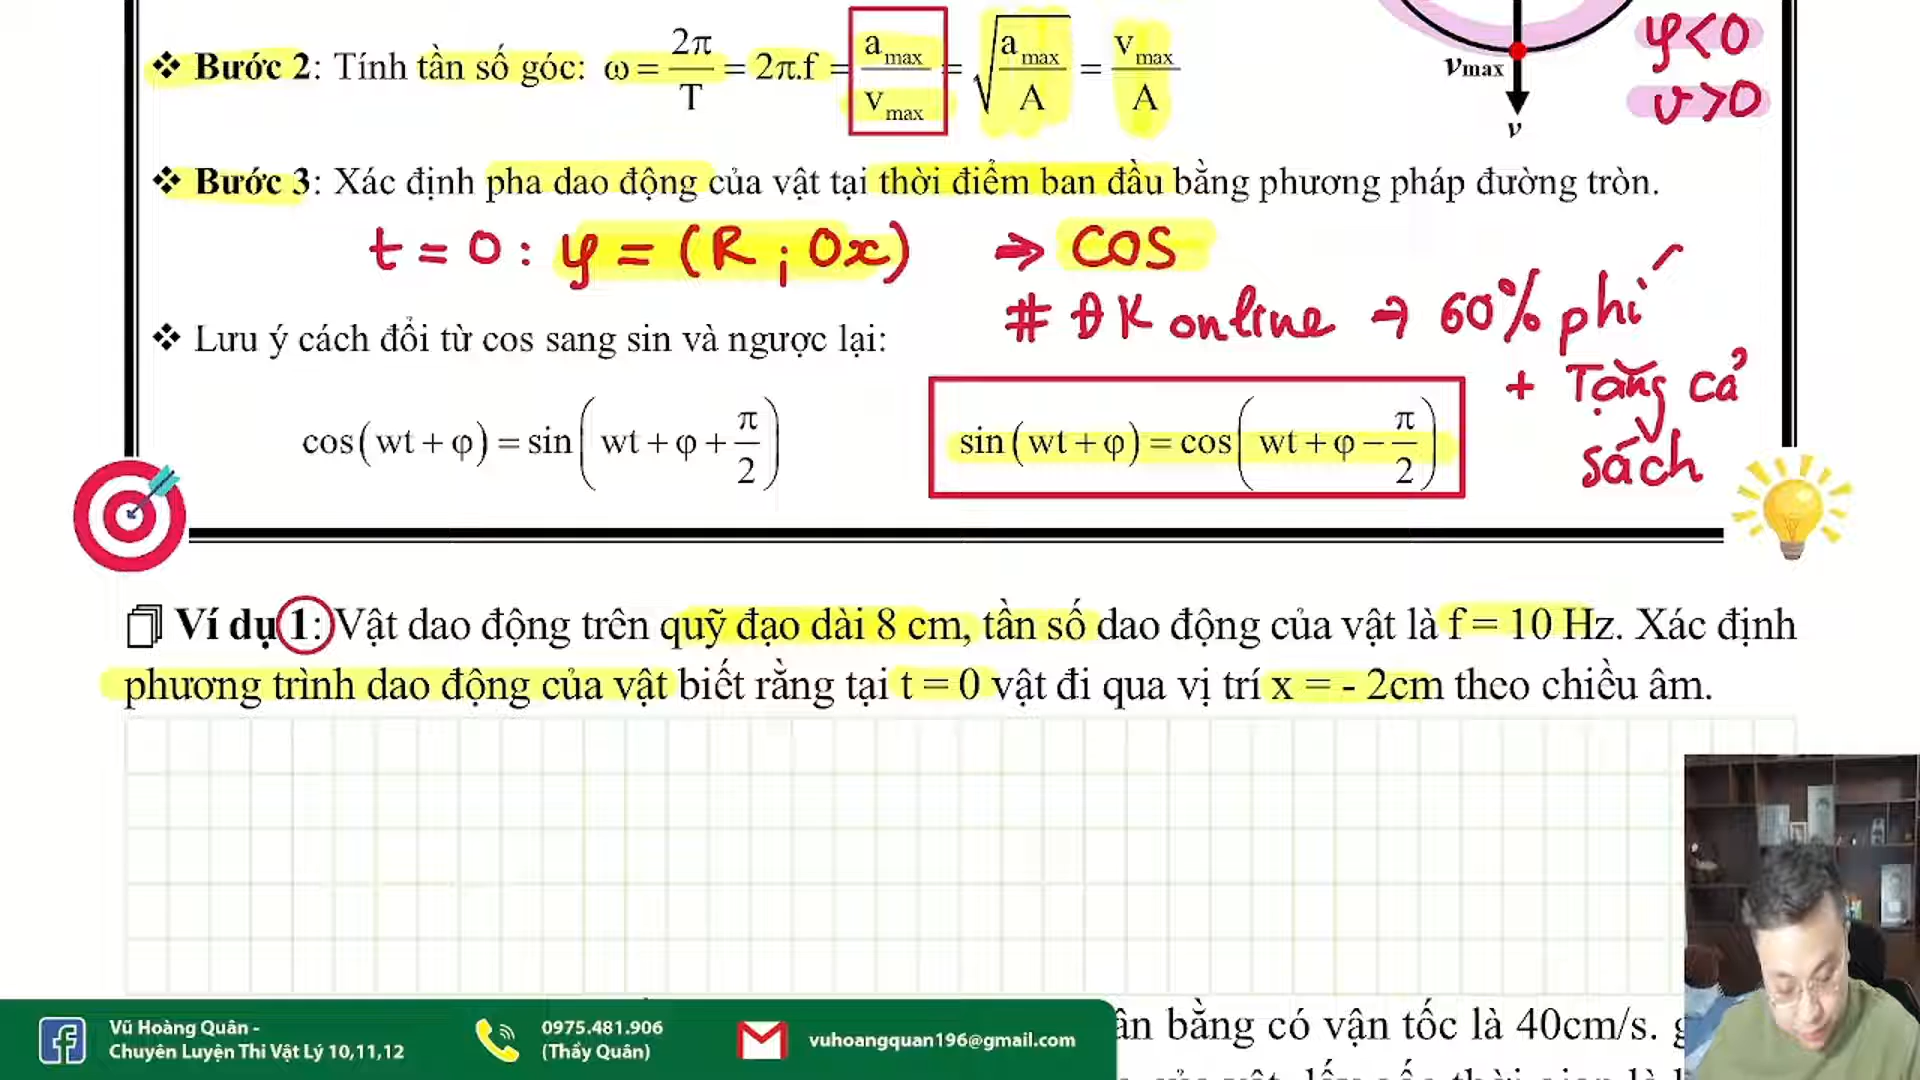 ❖ Bước 2: Tính tần số góc: ω = 2π/T = 2π.f = a_max/v_max = √(a_max/A) = v_max/A
φ<0
v_max
v>0
v
❖ Bước 3: Xác định pha dao động của vật tại thời điểm ban đầu bằng phương pháp đường tròn.
t = 0 : φ = (R ; Ox) ⇒ COS
# ĐK online → 60% phí
❖ Lưu ý cách đổi từ cos sang sin và ngược lại:
+ Tặng cả
sách
cos(wt + φ) = sin(wt + φ + π/2)
sin(wt + φ) = cos(wt + φ − π/2)
Ví dụ 1: Vật dao động trên quỹ đạo dài 8 cm, tần số dao động của vật là f = 10 Hz. Xác định
phương trình dao động của vật biết rằng tại t = 0 vật đi qua vị trí x = - 2cm theo chiều âm.
Vũ Hoàng Quân -
Chuyên Luyện Thi Vật Lý 10,11,12
0975.481.906
(Thầy Quân)
vuhoangquan196@gmail.com
ân bằng có vận tốc là 40cm/s.